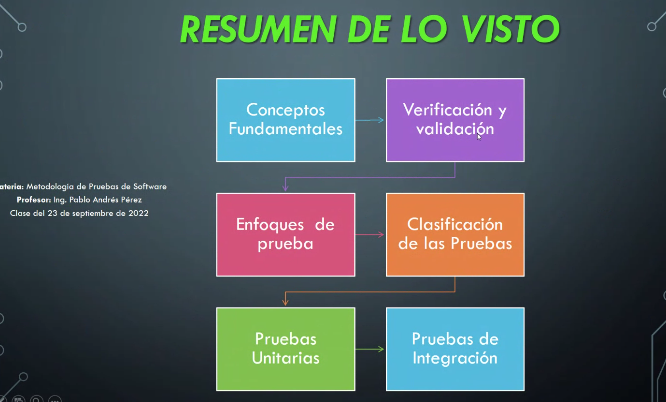 RESUMEN DE LO VISTO
Conceptos
Fundamentales
Verificación y
validación
ateria: Metodología de Pruebas de Software
Profesor: Ing. Pablo Andrés Pérez
Clase del 23 de septiembre de 2022
Enfoques de
prueba
Clasificación
de las Pruebas
Pruebas
Unitarias
Pruebas de
Integración